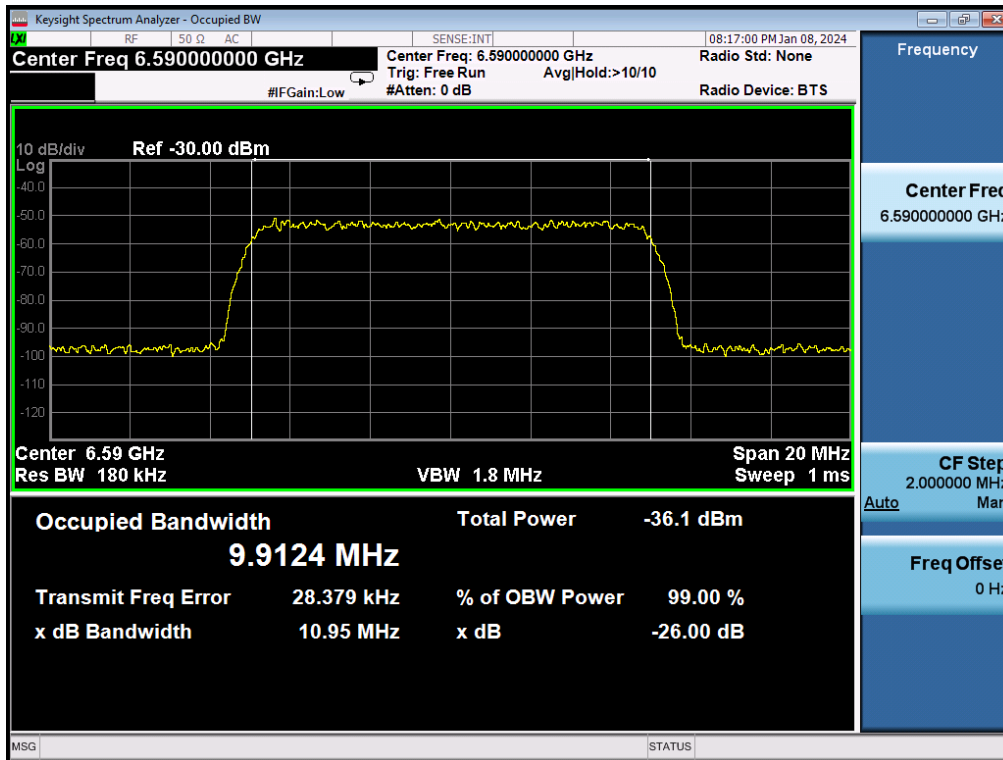 Keysight Spectrum Analyzer - Occupied BW
LXI
RF 50 Ω AC SENSE:INT 08:17:00 PM Jan 08, 2024
Center Freq 6.590000000 GHz
Center Freq: 6.590000000 GHz
Radio Std: None
Trig: Free Run
Avg|Hold:>10/10
#IFGain:Low
#Atten: 0 dB
Radio Device: BTS
10 dB/div
Ref -30.00 dBm
Log
-40.0
-50.0
-60.0
-70.0
-80.0
-90.0
-100
-110
-120
Center 6.59 GHz
Span 20 MHz
Res BW 180 kHz
VBW 1.8 MHz
Sweep 1 ms
Occupied Bandwidth
Total Power -36.1 dBm
9.9124 MHz
Transmit Freq Error 28.379 kHz
% of OBW Power 99.00 %
x dB Bandwidth 10.95 MHz
x dB -26.00 dB
Frequency
Center Freq
6.590000000 GHz
CF Step
2.000000 MHz
Auto Man
Freq Offset
0 Hz
MSG
STATUS